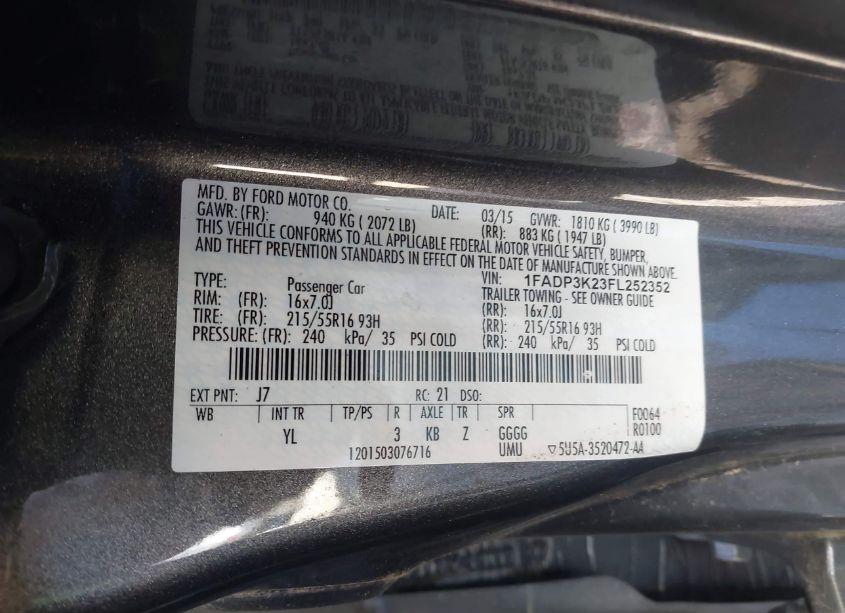 MFD. BY FORD MOTOR CO.
DATE: 03/15 GVWR: 1810 KG ( 3990 LB)
GAWR: (FR): 940 KG ( 2072 LB) (RR): 883 KG ( 1947 LB)
THIS VEHICLE CONFORMS TO ALL APPLICABLE FEDERAL MOTOR VEHICLE SAFETY, BUMPER,
AND THEFT PREVENTION STANDARDS IN EFFECT ON THE DATE OF MANUFACTURE SHOWN ABOVE.
VIN: 1FADP3K23FL252352
TYPE: Passenger Car TRAILER TOWING - SEE OWNER GUIDE
RIM: (FR): 16x7.0J (RR): 16x7.0J
TIRE: (FR): 215/55R16 93H (RR): 215/55R16 93H
PRESSURE: (FR): 240 kPa/ 35 PSI COLD (RR): 240 kPa/ 35 PSI COLD
EXT PNT: J7 RC: 21 DSO:
WB INT TR TP/PS R AXLE TR SPR F0064
YL 3 KB Z GGGG R0100
1201503076716 UMU ▽5U5A-3520472-AA